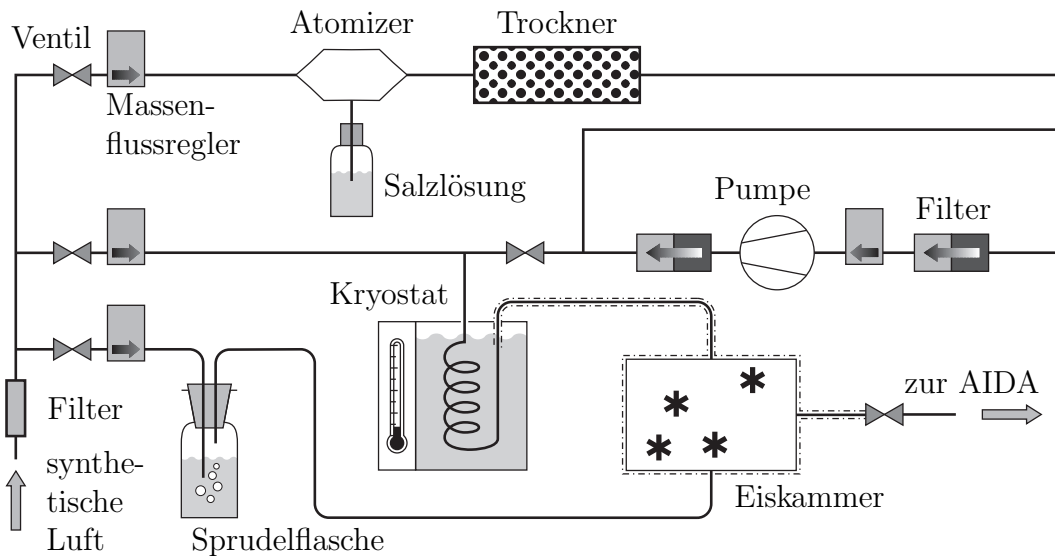 Ventil
Atomizer
Trockner
Massen-
flussregler
Salzlösung
Pumpe
Filter
Kryostat
zur AIDA
Filter
synthe-
tische
Luft
Sprudelflasche
Eiskammer